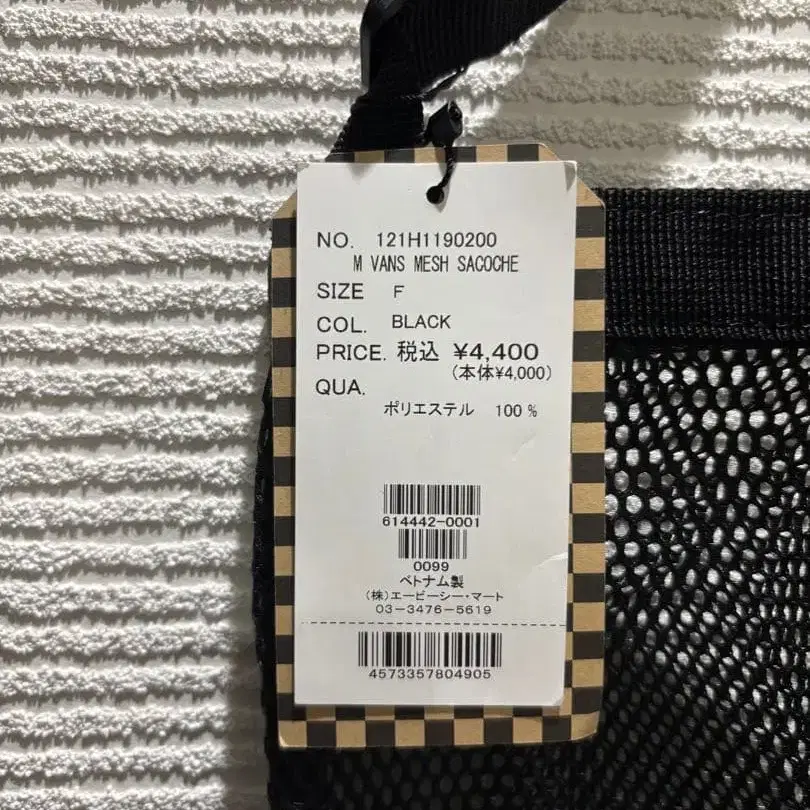 NO. 121H1190200
M VANS MESH SACOCHE
SIZE F
COL. BLACK
PRICE. 税込 ¥4,400
(本体¥4,000)
QUA.
ポリエステル 100 %
614442-0001
0099
ベトナム製
(株)エービーシー・マート
03-3476-5619
4573357804905